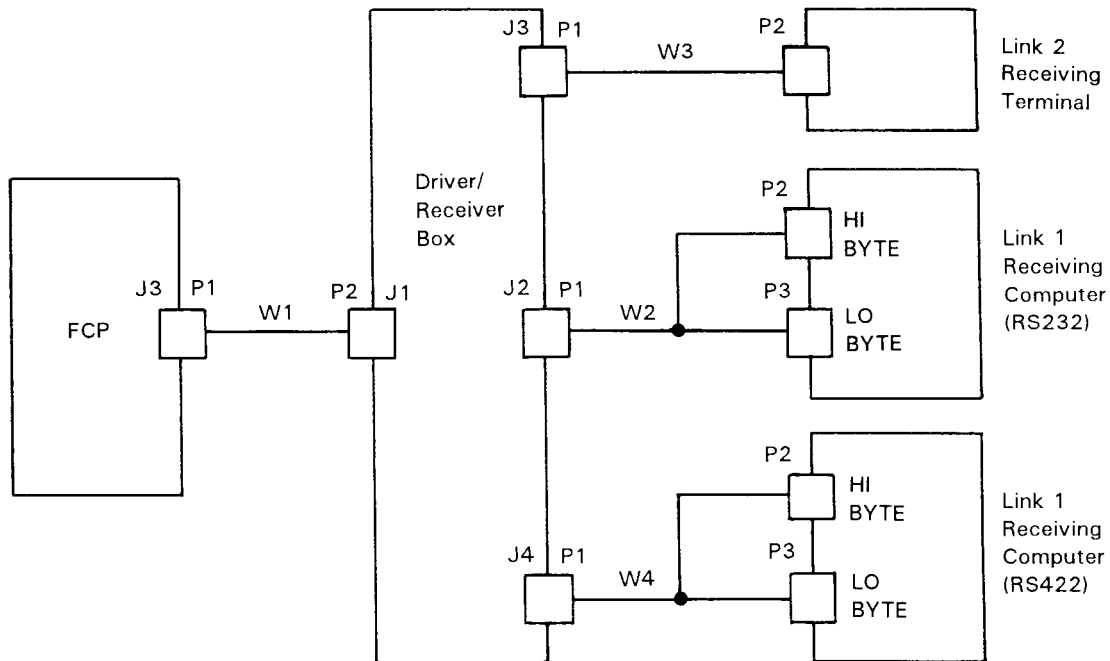 J3 P1
W3
P2
Link 2
Receiving
Terminal
Driver/
Receiver
Box
P2
HI
BYTE
Link 1
Receiving
Computer
(RS232)
FCP
J3 P1
W1
P2 J1
J2 P1
W2
P3
LO
BYTE
P2
HI
BYTE
Link 1
Receiving
Computer
(RS422)
J4 P1
W4
P3
LO
BYTE